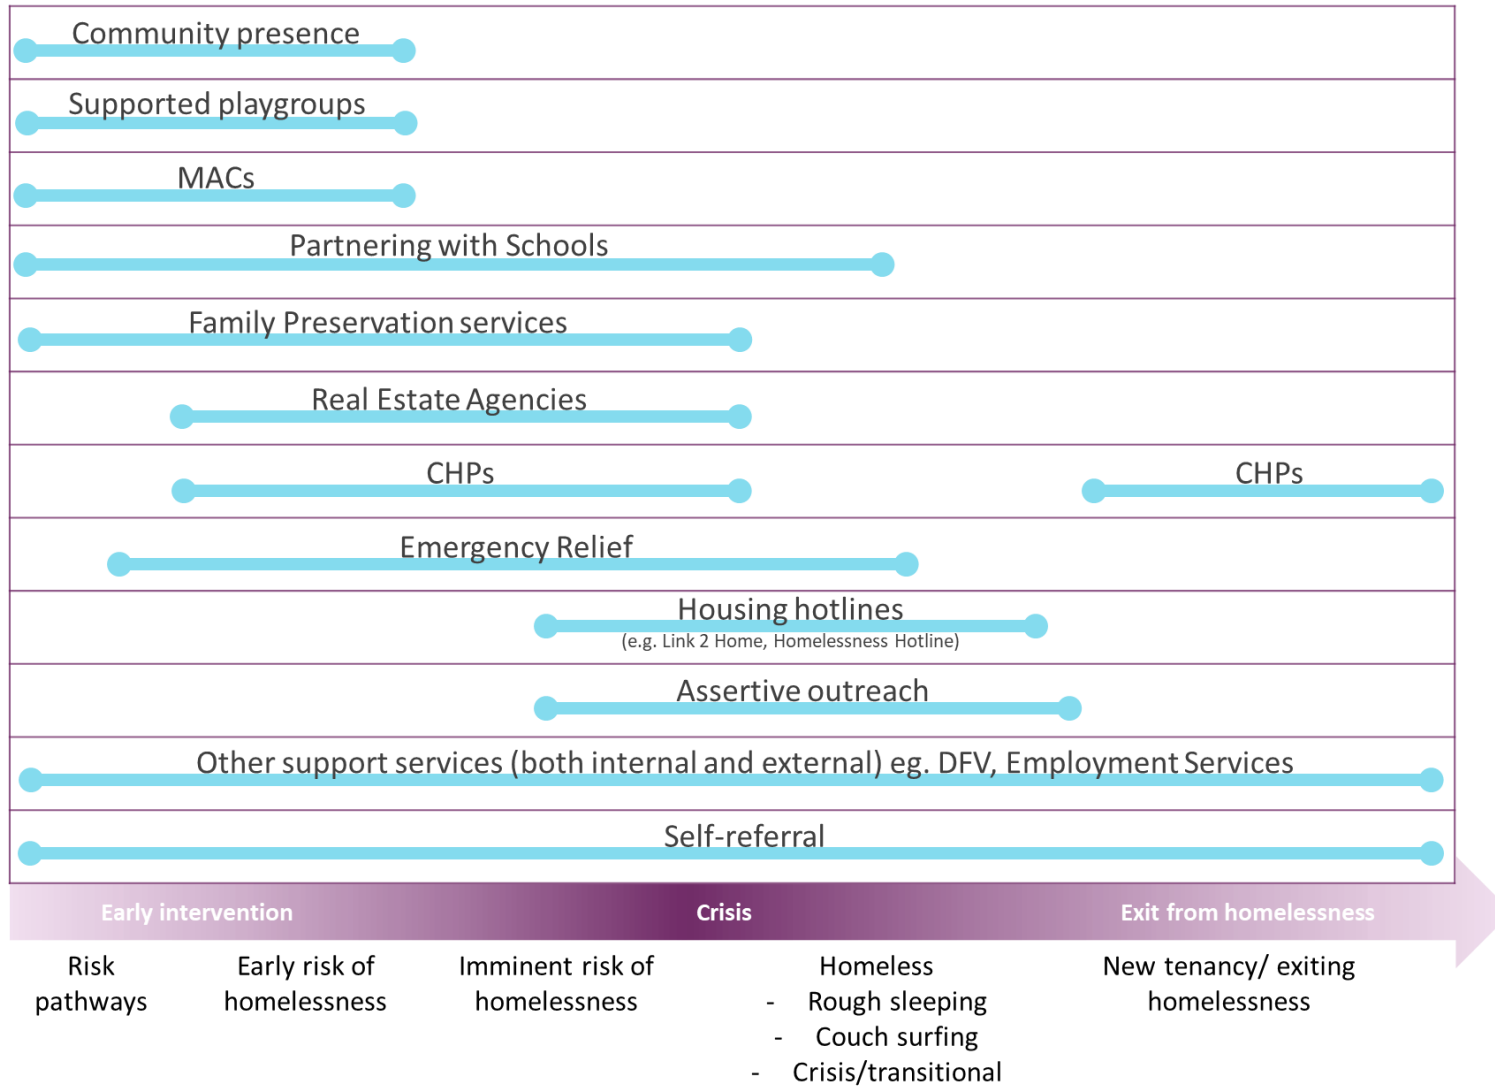 Community presence
Supported playgroups
MACs
Partnering with Schools
Family Preservation services
Real Estate Agencies
CHPs
CHPs
Emergency Relief
Housing hotlines
(e.g. Link 2 Home, Homelessness Hotline)
Assertive outreach
Other support services (both internal and external) eg. DFV, Employment Services
Self-referral
Early intervention
Crisis
Exit from homelessness
Risk
pathways
Early risk of
homelessness
Imminent risk of
homelessness
Homeless
- Rough sleeping
- Couch surfing
- Crisis/transitional
New tenancy/ exiting
homelessness